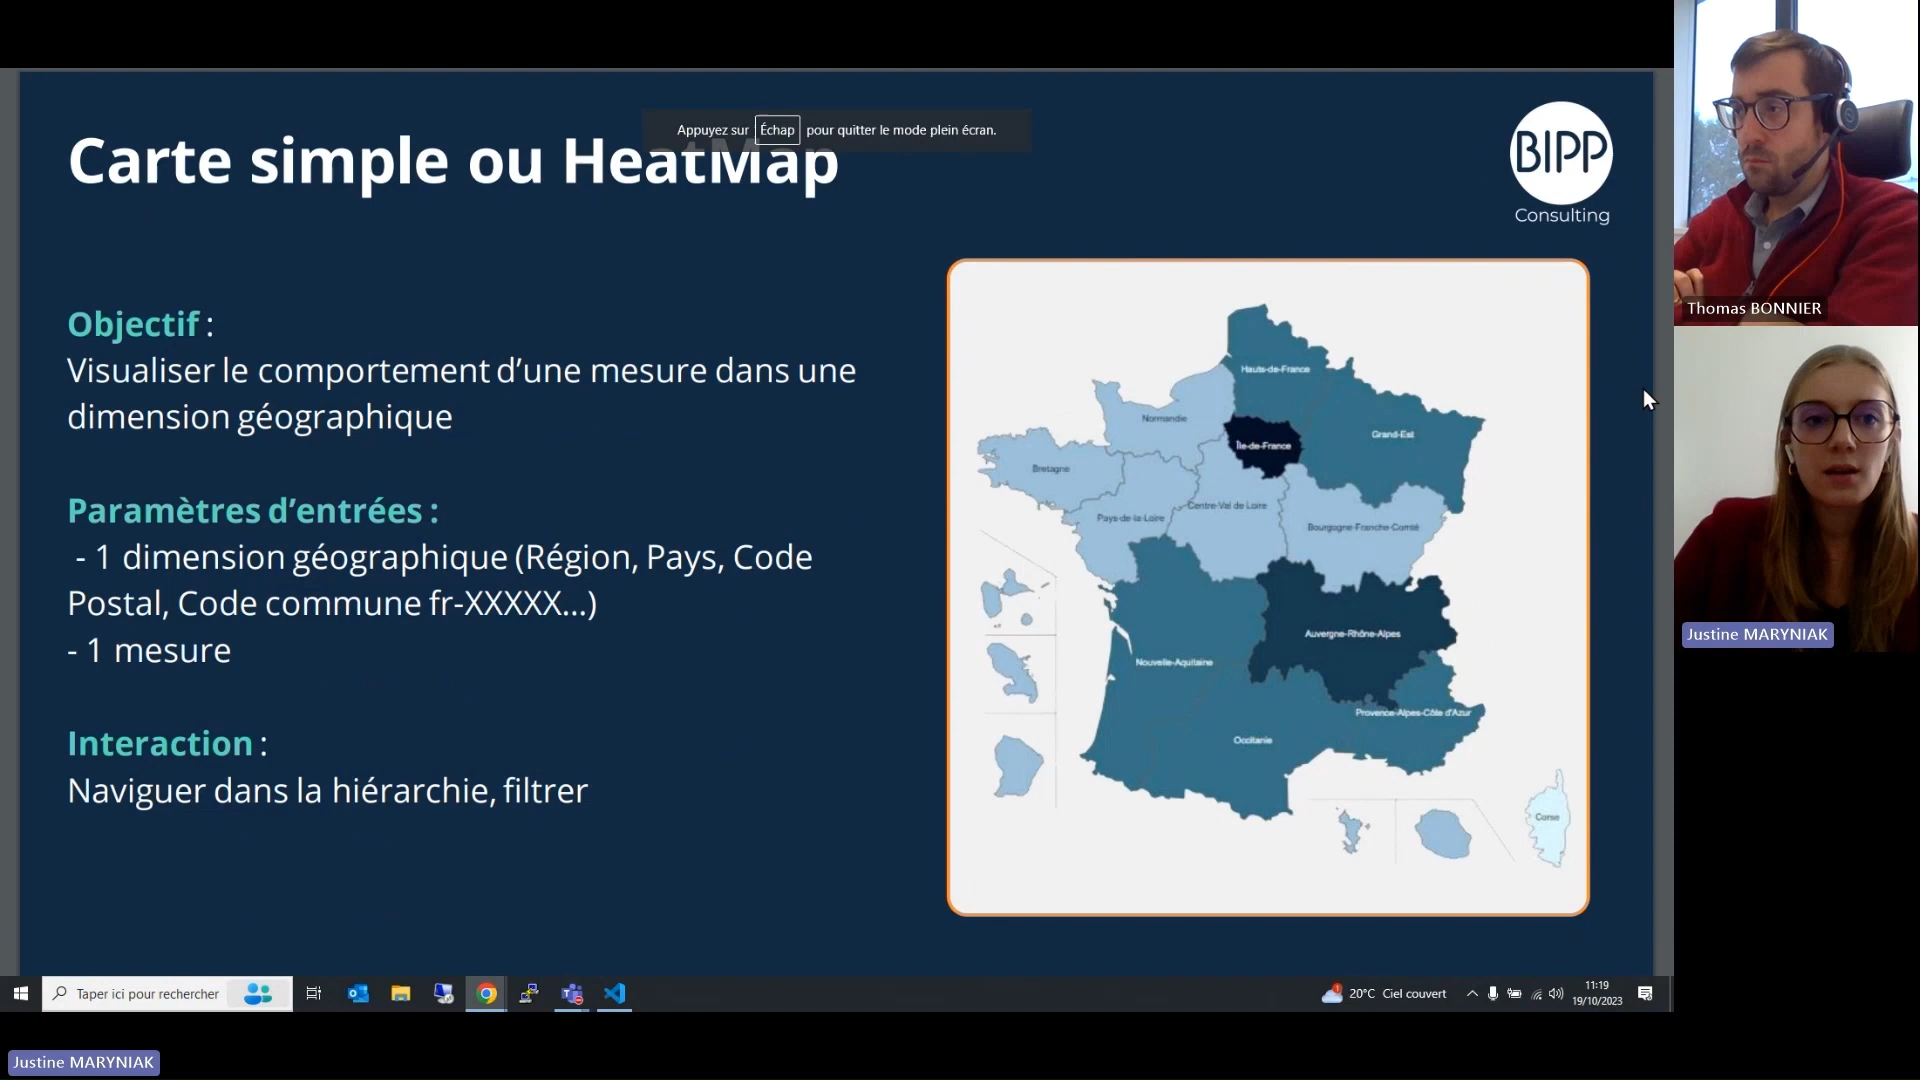 Appuyez sur Échap pour quitter le mode plein écran.
Carte simple ou HeatMap
BIPP
Consulting
Objectif :
Visualiser le comportement d’une mesure dans une
dimension géographique
Paramètres d’entrées :
- 1 dimension géographique (Région, Pays, Code
Postal, Code commune fr-XXXXX...)
- 1 mesure
Interaction :
Naviguer dans la hiérarchie, filtrer
Hauts-de-France
Normandie
Île-de-France
Grand-Est
Bretagne
Pays-de-la-Loire
Centre-Val de Loire
Bourgogne-Franche-Comté
Auvergne-Rhône-Alpes
Nouvelle-Aquitaine
Provence-Alpes-Côte d'Azur
Occitanie
Corse
Thomas BONNIER
Justine MARYNIAK
Taper ici pour rechercher
20°C Ciel couvert
11:19
19/10/2023
Justine MARYNIAK